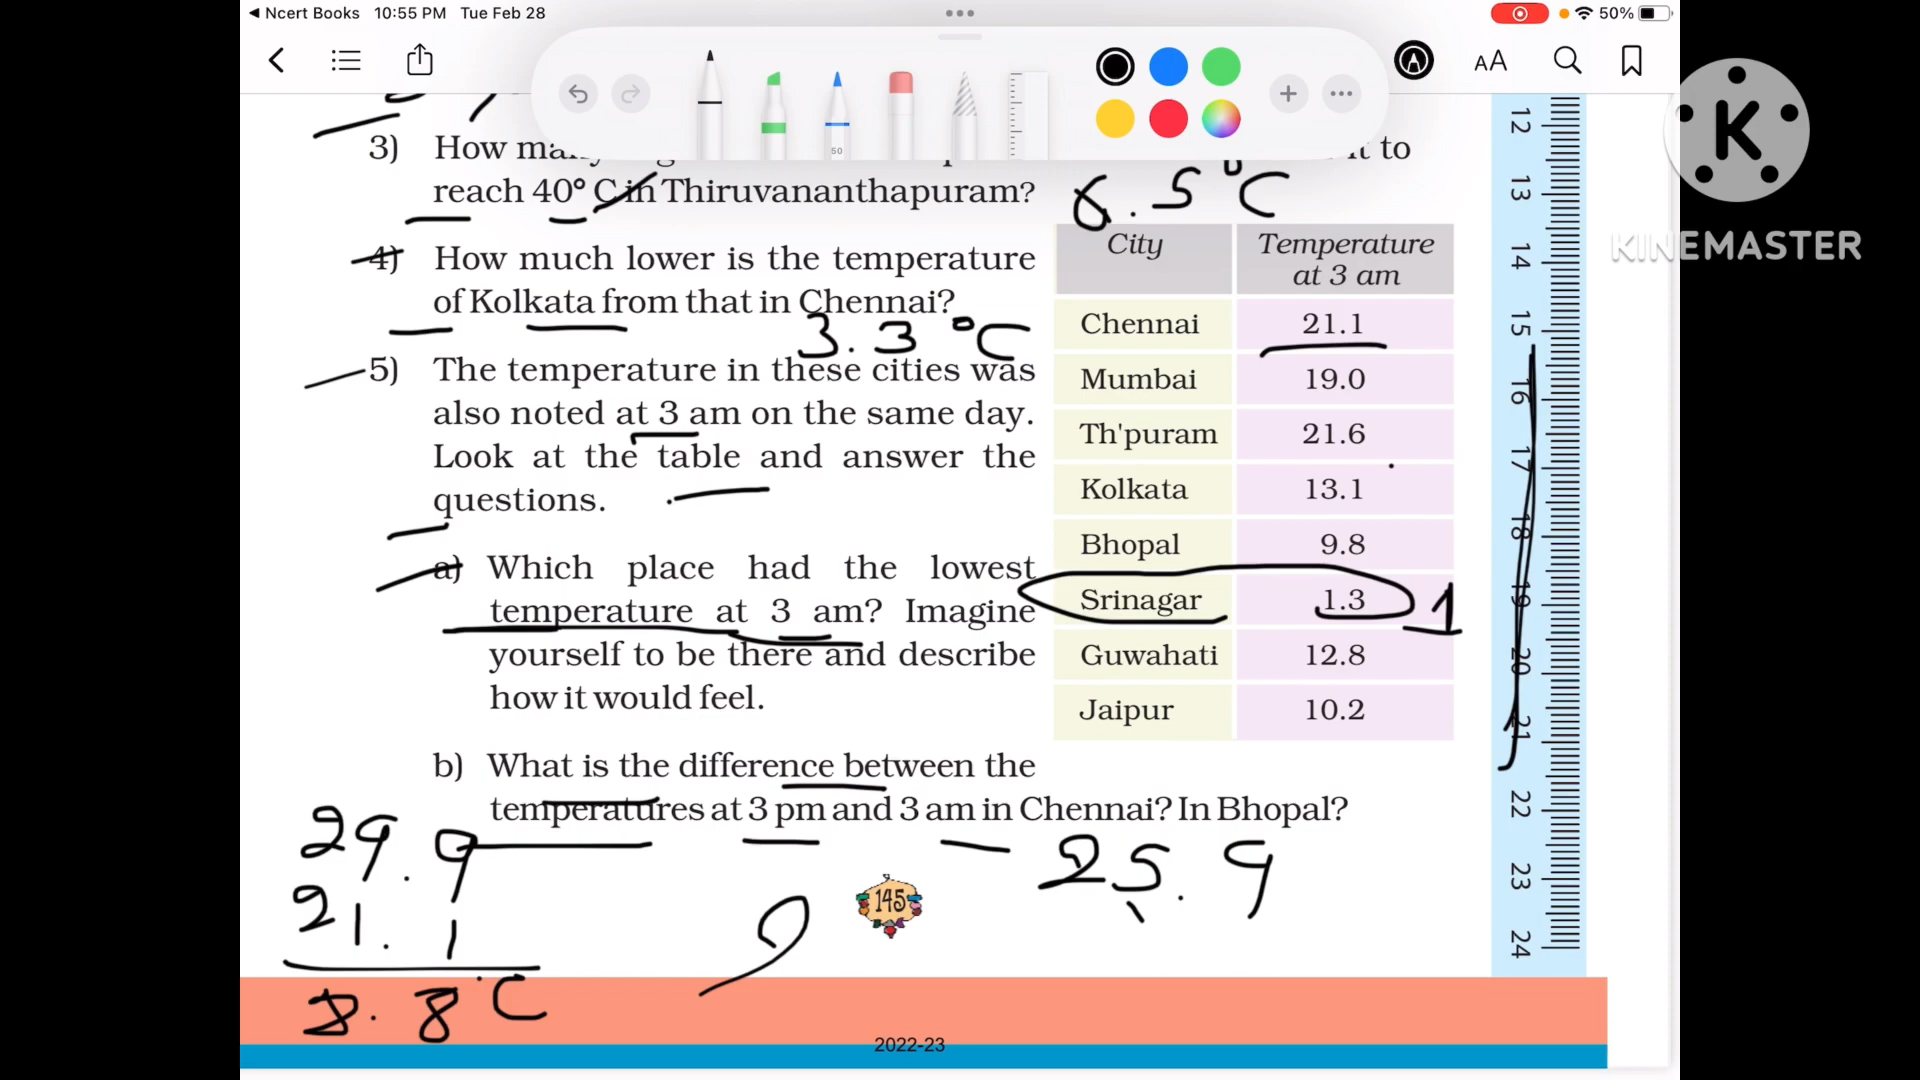 Ncert Books 10:55 PM Tue Feb 28
50%
AA
50
3) How to
reach 40° C in Thiruvananthapuram?
6.5°C
4) How much lower is the temperature
of Kolkata from that in Chennai?
3.3°C
5) The temperature in these cities was
also noted at 3 am on the same day.
Look at the table and answer the
questions.
a) Which place had the lowest
temperature at 3 am? Imagine
yourself to be there and describe
how it would feel.
b) What is the difference between the
temperatures at 3 pm and 3 am in Chennai? In Bhopal?
City Temperature at 3 am
Chennai 21.1
Mumbai 19.0
Th'puram 21.6
Kolkata 13.1
Bhopal 9.8
Srinagar 1.3 1
Guwahati 12.8
Jaipur 10.2
29.9
21.1
8.8°C
25.9
9
145
2022-23
12
13
14
15
16
17
18
19
20
21
22
23
24
K
KINEMASTER